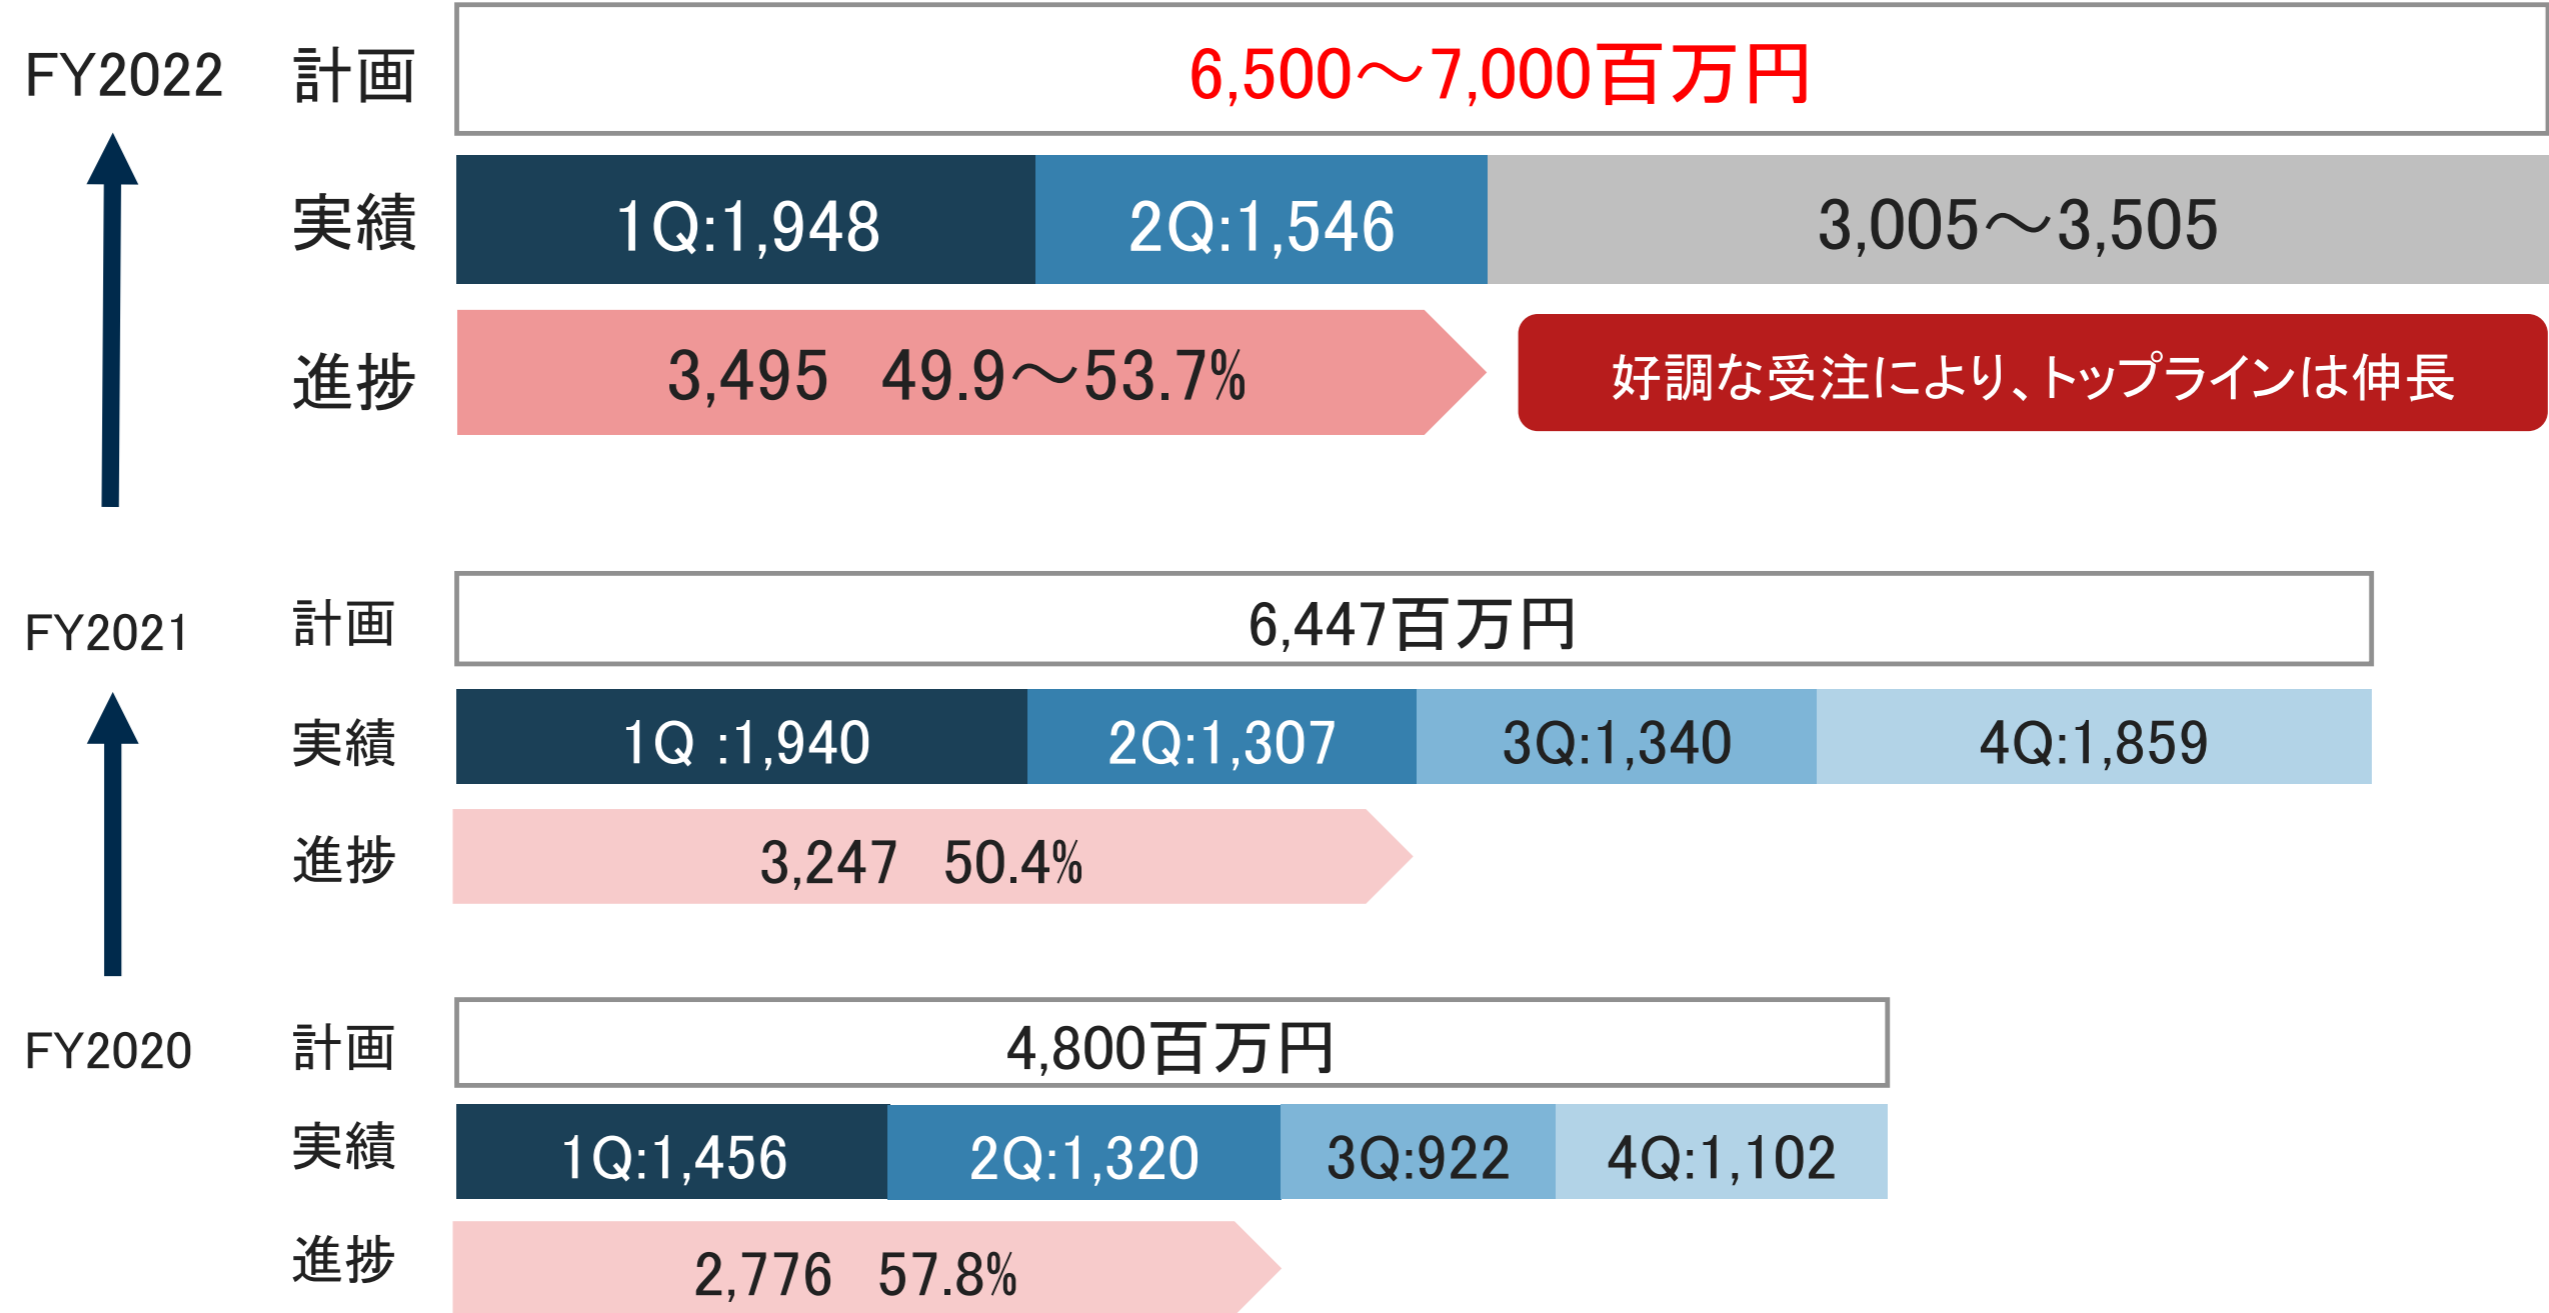 FY2022 計画 6,500～7,000百万円
実績 1Q:1,948 2Q:1,546 3,005～3,505
進捗 3,495 49.9～53.7% 好調な受注により、トップラインは伸長
FY2021 計画 6,447百万円
実績 1Q :1,940 2Q:1,307 3Q:1,340 4Q:1,859
進捗 3,247 50.4%
FY2020 計画 4,800百万円
実績 1Q:1,456 2Q:1,320 3Q:922 4Q:1,102
進捗 2,776 57.8%